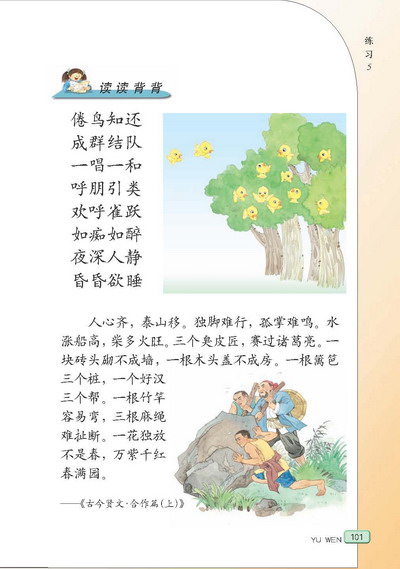 练习5
读读背背
倦鸟知还
成群结队
一唱一和
呼朋引类
欢呼雀跃
如痴如醉
夜深人静
昏昏欲睡
人心齐，泰山移。独脚难行，孤掌难鸣。水
涨船高，柴多火旺。三个臭皮匠，赛过诸葛亮。一
块砖头砌不成墙，一根木头盖不成房。一根篱笆
三个桩，一个好汉
三个帮。一根竹竿
容易弯，三根麻绳
难扯断。一花独放
不是春，万紫千红
春满园。
——《古今贤文·合作篇(上)》
YU WEN 101